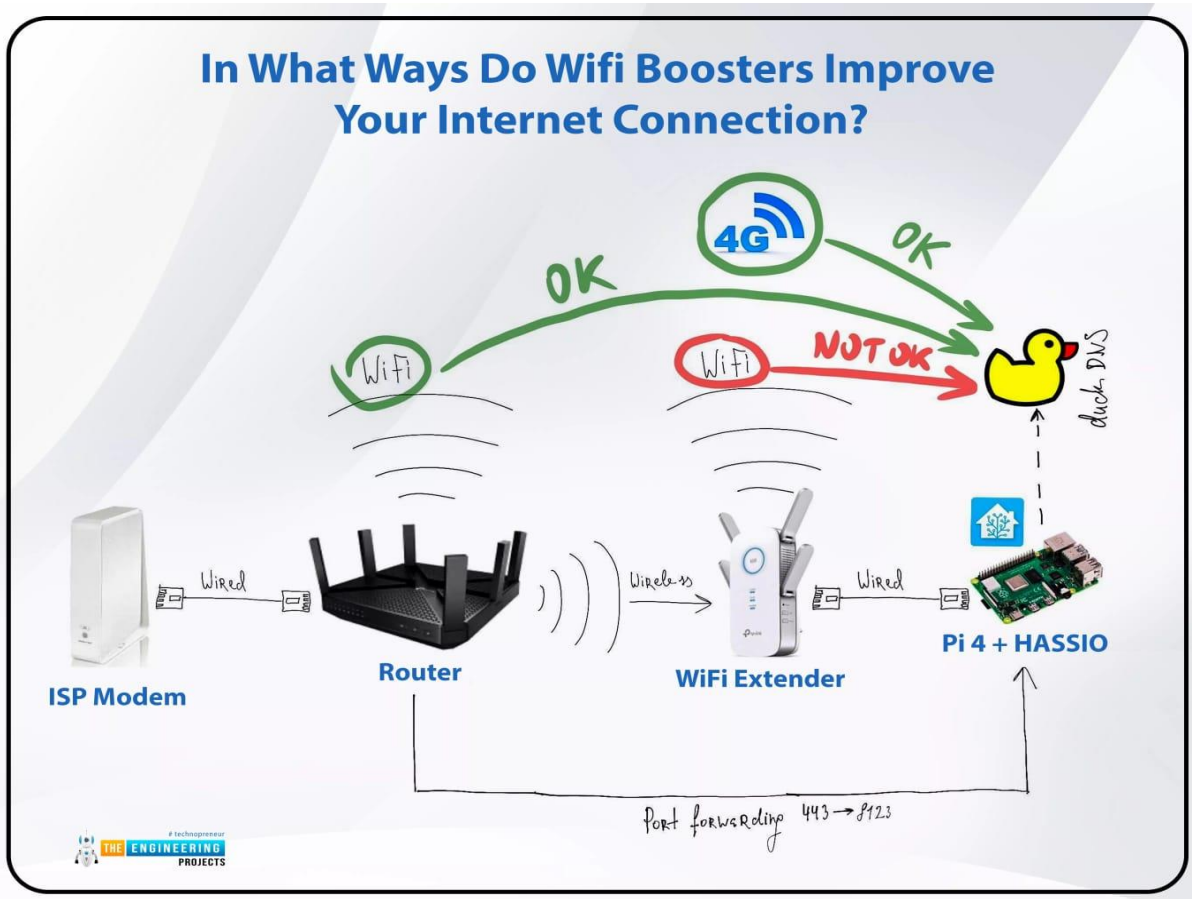 In What Ways Do Wifi Boosters Improve
Your Internet Connection?
4G
OK
OK
WiFi
WiFi
NOT OK
duck DNS
Wired
Wireless
Wired
ISP Modem
Router
WiFi Extender
Pi 4 + HASSIO
Port forwarding 443→8123
# technopreneur
THE ENGINEERING
PROJECTS